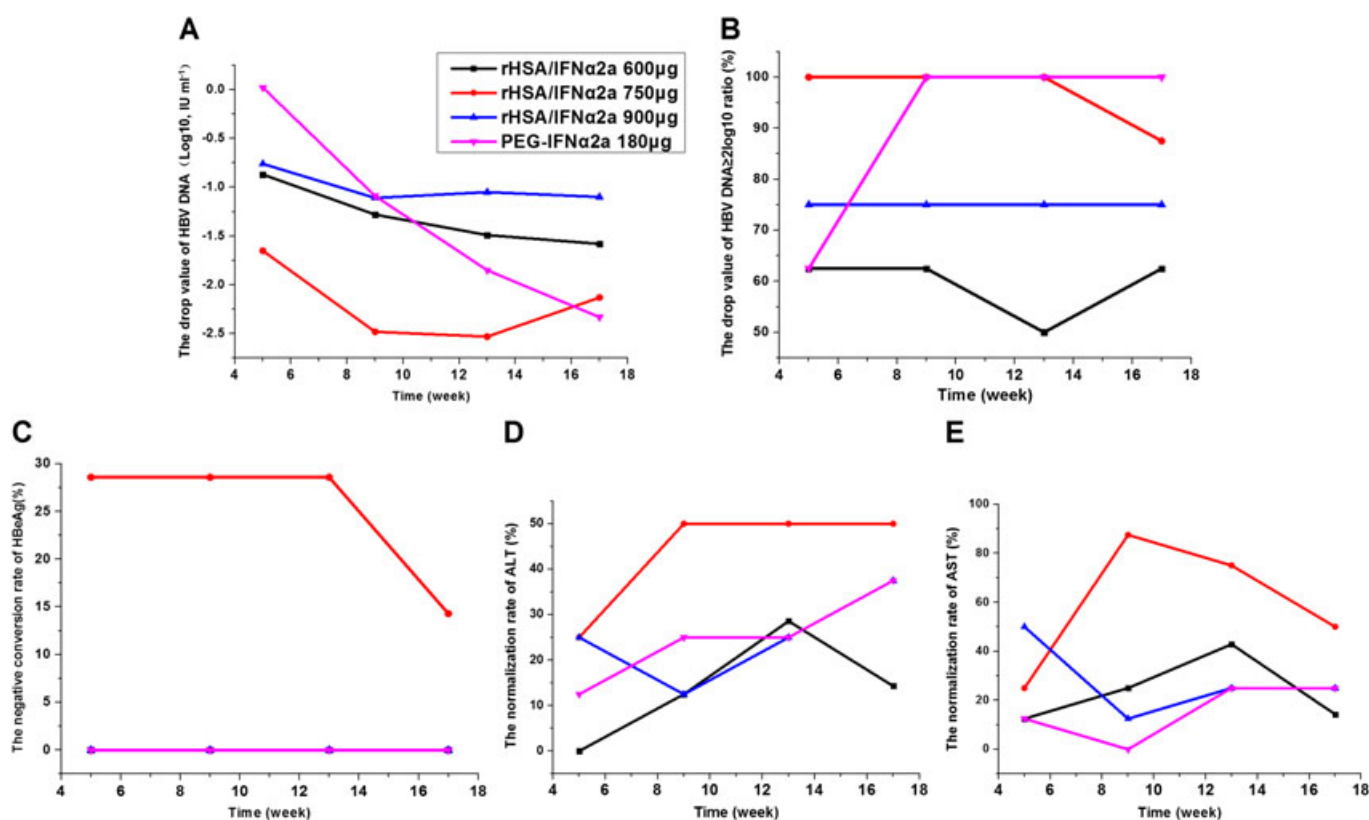 A
B
rHSA/IFNα2a 600μg
rHSA/IFNα2a 750μg
rHSA/IFNα2a 900μg
PEG-IFNα2a 180μg
The drop value of HBV DNA（Log10, IU ml⁻¹)
0.0
-0.5
-1.0
-1.5
-2.0
-2.5
4 6 8 10 12 14 16 18
Time (week)
The drop value of HBV DNA≥2log10 ratio (%)
100
90
80
70
60
50
4 6 8 10 12 14 16 18
Time (week)
C
D
E
The negative conversion rate of HBeAg(%)
30
25
20
15
10
5
0
4 6 8 10 12 14 16 18
Time (week)
The normalization rate of ALT (%)
50
40
30
20
10
0
4 6 8 10 12 14 16 18
Time (week)
The normalization rate of AST (%)
100
80
60
40
20
0
4 6 8 10 12 14 16 18
Time (week)